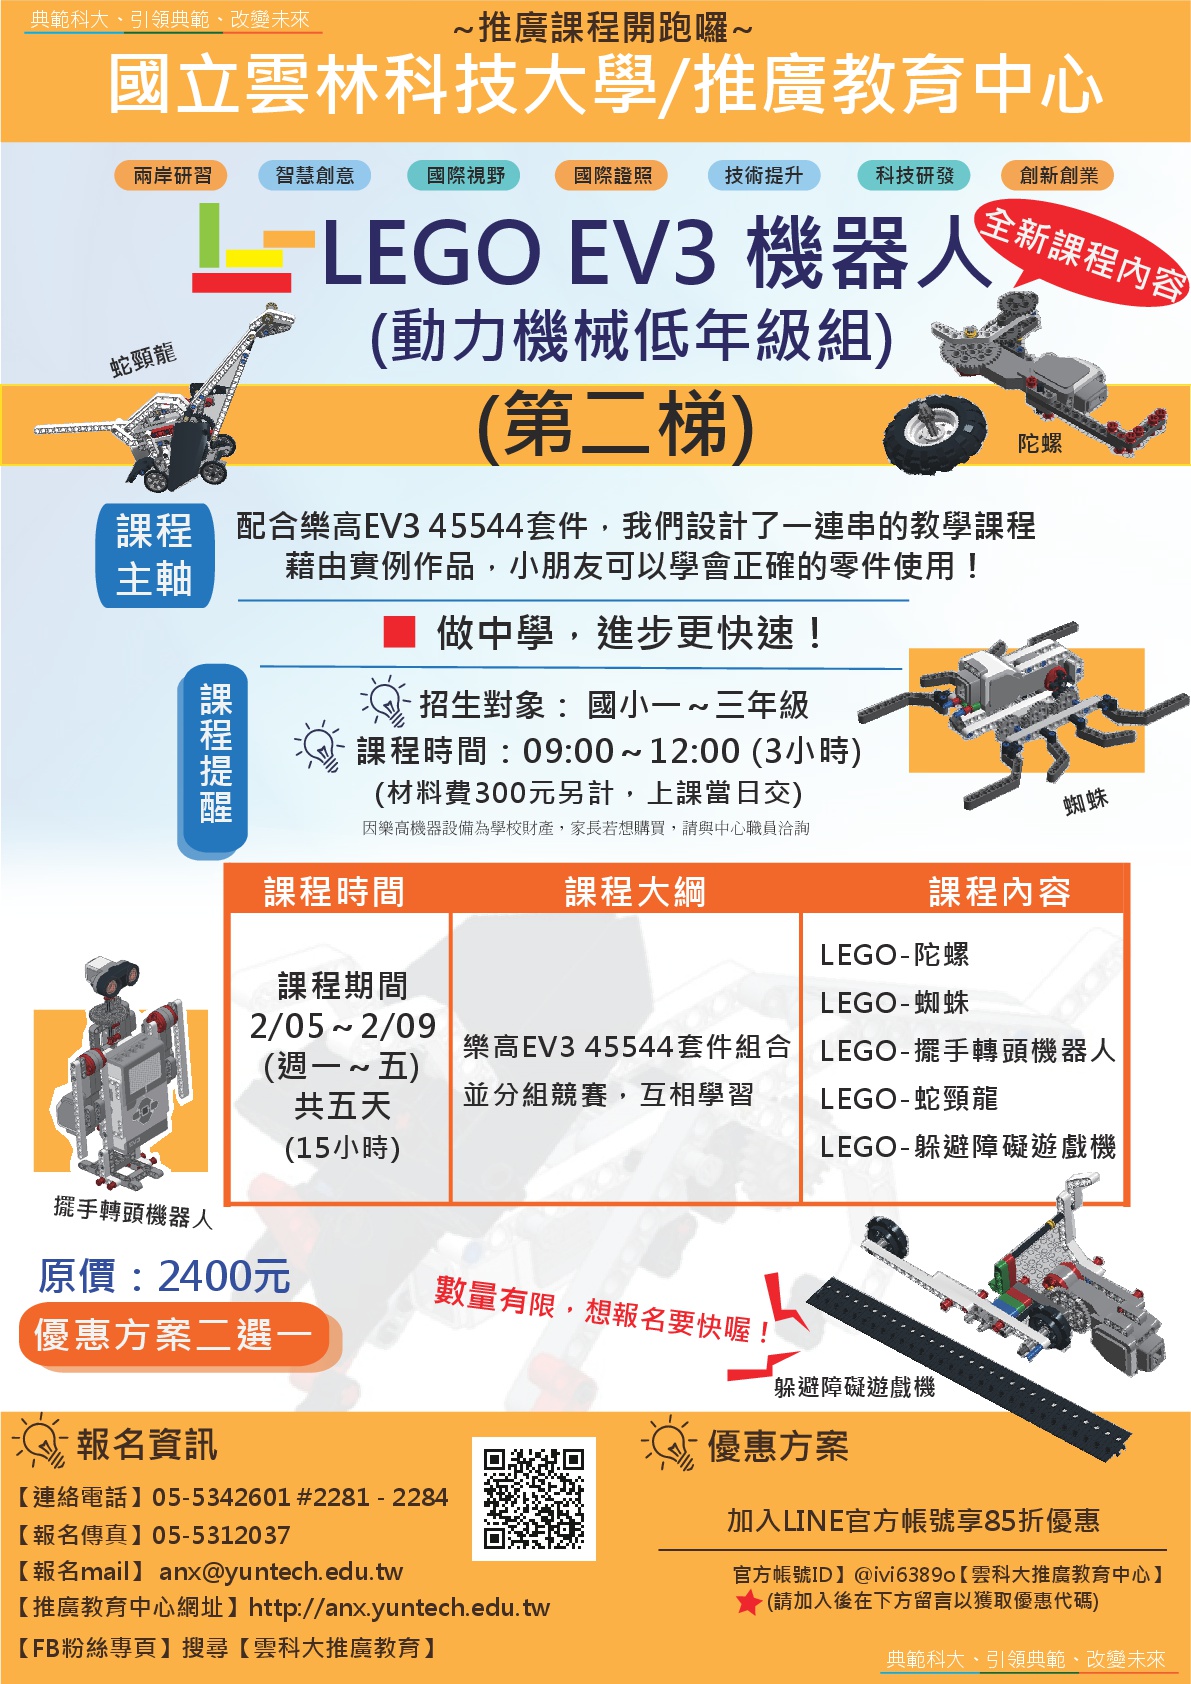 典範科大、引領典範、改變未來
~推廣課程開跑囉~
國立雲林科技大學/推廣教育中心
兩岸研習
智慧創意
國際視野
國際證照
技術提升
科技研發
創新創業
LEGO EV3 機器人
全新課程內容
(動力機械低年級組)
蛇頸龍
(第二梯)
陀螺
課程
主軸
配合樂高EV3 45544套件，我們設計了一連串的教學課程
藉由實例作品，小朋友可以學會正確的零件使用！
做中學，進步更快速！
課程提醒
招生對象： 國小一~三年級
課程時間：09:00~12:00 (3小時)
(材料費300元另計，上課當日交)
因樂高機器設備為學校財產，家長若想購買，請與中心職員洽詢
蜘蛛
課程時間
課程大綱
課程內容
課程期間
2/05~2/09
(週一~五)
共五天
(15小時)
樂高EV3 45544套件組合
並分組競賽，互相學習
LEGO-陀螺
LEGO-蜘蛛
LEGO-擺手轉頭機器人
LEGO-蛇頸龍
LEGO-躲避障礙遊戲機
EV3
擺手轉頭機器人
原價：2400元
優惠方案二選一
數量有限，想報名要快喔！
躲避障礙遊戲機
報名資訊
【連絡電話】05-5342601 #2281 - 2284
【報名傳真】05-5312037
【報名mail】 anx@yuntech.edu.tw
【推廣教育中心網址】http://anx.yuntech.edu.tw
【FB粉絲專頁】搜尋【雲科大推廣教育】
優惠方案
加入LINE官方帳號享85折優惠
官方帳號ID】@ivi6389o【雲科大推廣教育中心】
(請加入後在下方留言以獲取優惠代碼)
典範科大、引領典範、改變未來